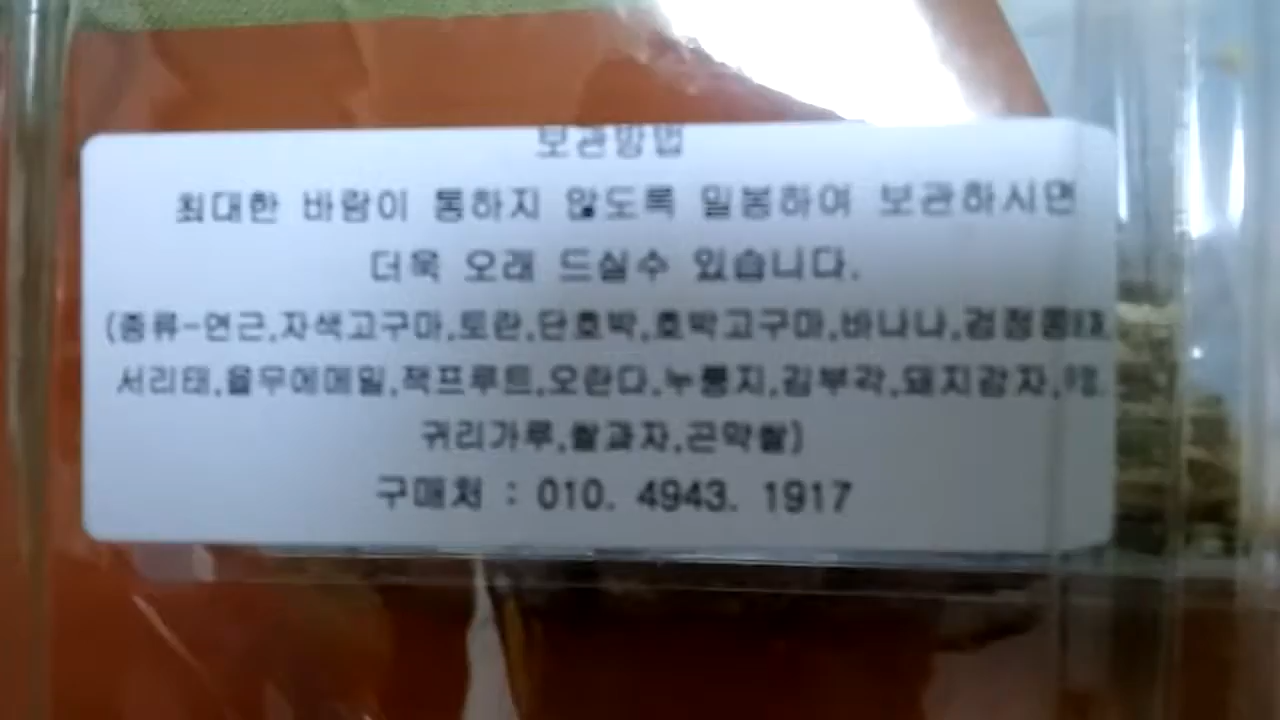 보관방법
최대한 바람이 통하지 않도록 밀봉하여 보관하시면
더욱 오래 드실수 있습니다.
(종류-연근,자색고구마,토란,단호박,호박고구마,바나나,검정콩
서리태,율무메밀,잭프루트,오란다,누룽지,김부각,돼지감자,
귀리가루,쌀과자,곤약쌀)
구매처 : 010. 4943. 1917